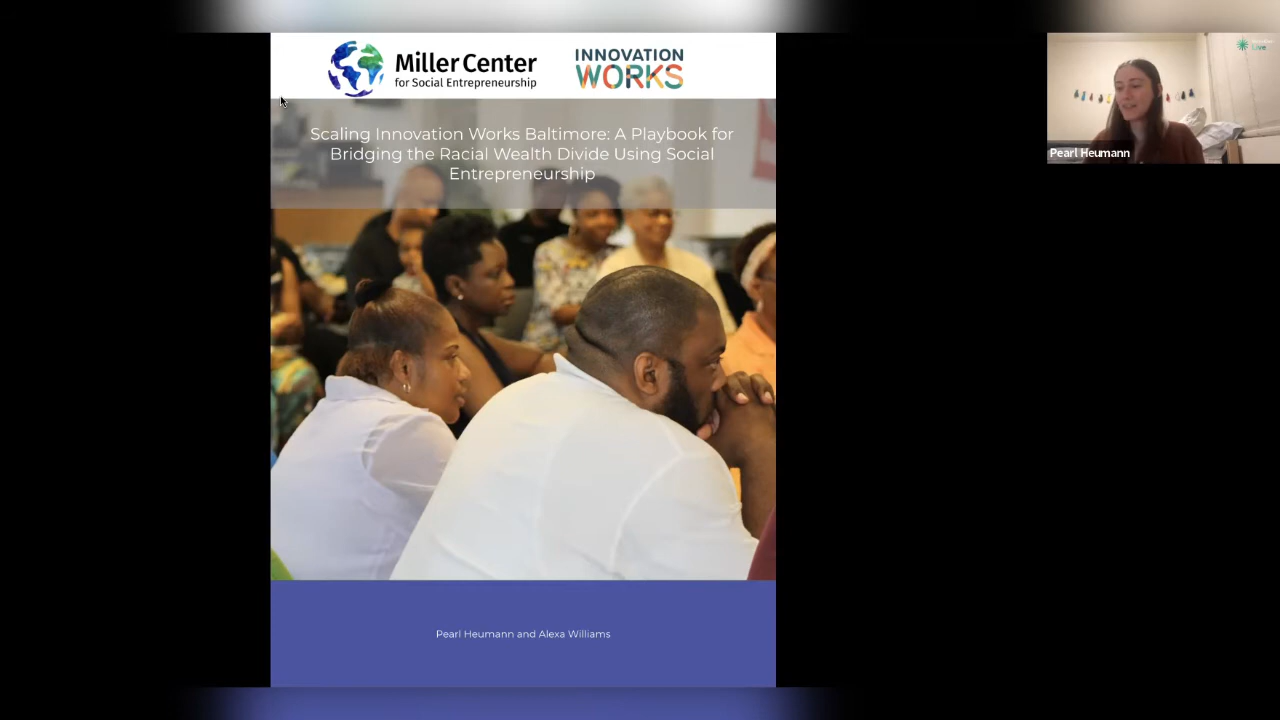 Miller Center
for Social Entrepreneurship
INNOVATION
WORKS
Scaling Innovation Works Baltimore: A Playbook for
Bridging the Racial Wealth Divide Using Social
Entrepreneurship
Pearl Heumann and Alexa Williams
Live
Pearl Heumann